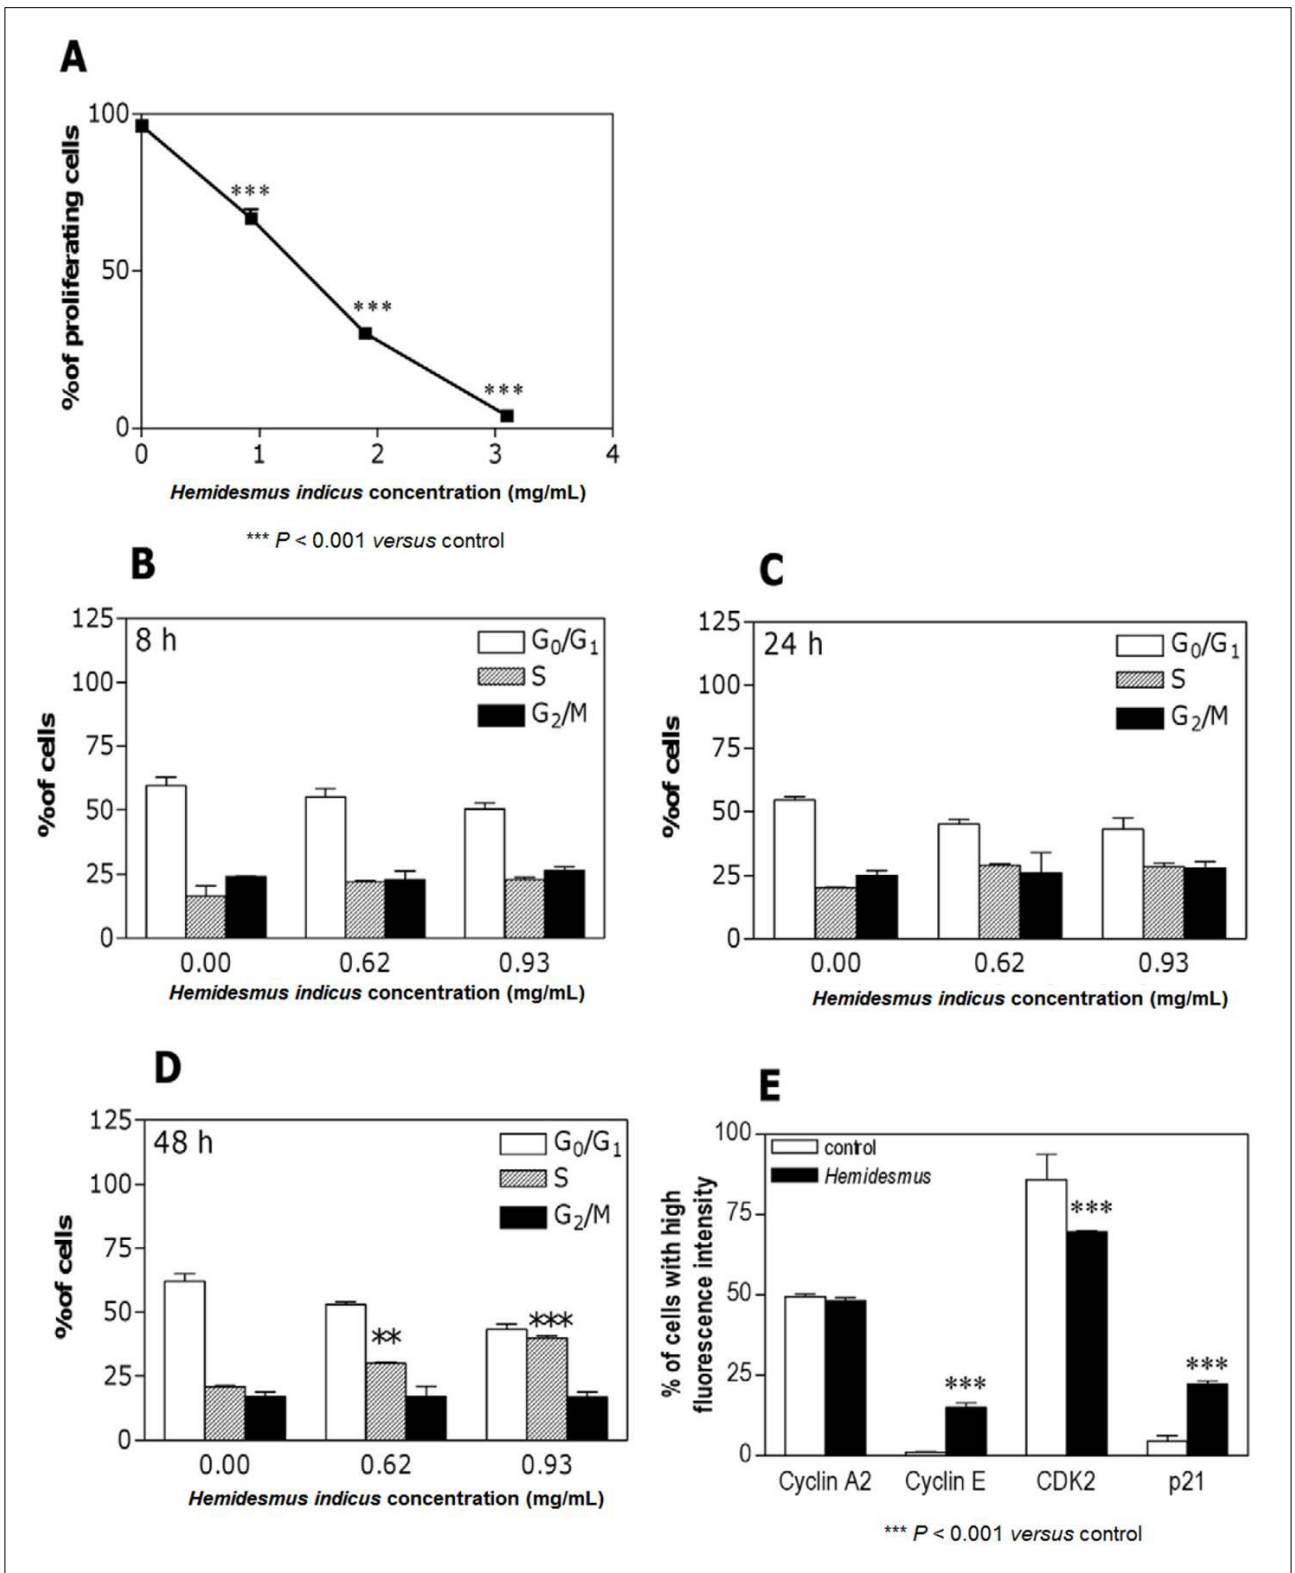 A
100
50
0
% of proliferating cells
***
***
***
0 1 2 3 4
Hemidesmus indicus concentration (mg/mL)
*** P < 0.001 versus control
B
125
100
75
50
25
0
% of cells
8 h
G0/G1
S
G2/M
0.00 0.62 0.93
Hemidesmus indicus concentration (mg/mL)
C
125
100
75
50
25
0
% of cells
24 h
G0/G1
S
G2/M
0.00 0.62 0.93
Hemidesmus indicus concentration (mg/mL)
D
125
100
75
50
25
0
% of cells
48 h
G0/G1
S
G2/M
**
***
0.00 0.62 0.93
Hemidesmus indicus concentration (mg/mL)
E
100
75
50
25
0
% of cells with high
fluorescence intensity
control
Hemidesmus
***
***
***
Cyclin A2 Cyclin E CDK2 p21
*** P < 0.001 versus control